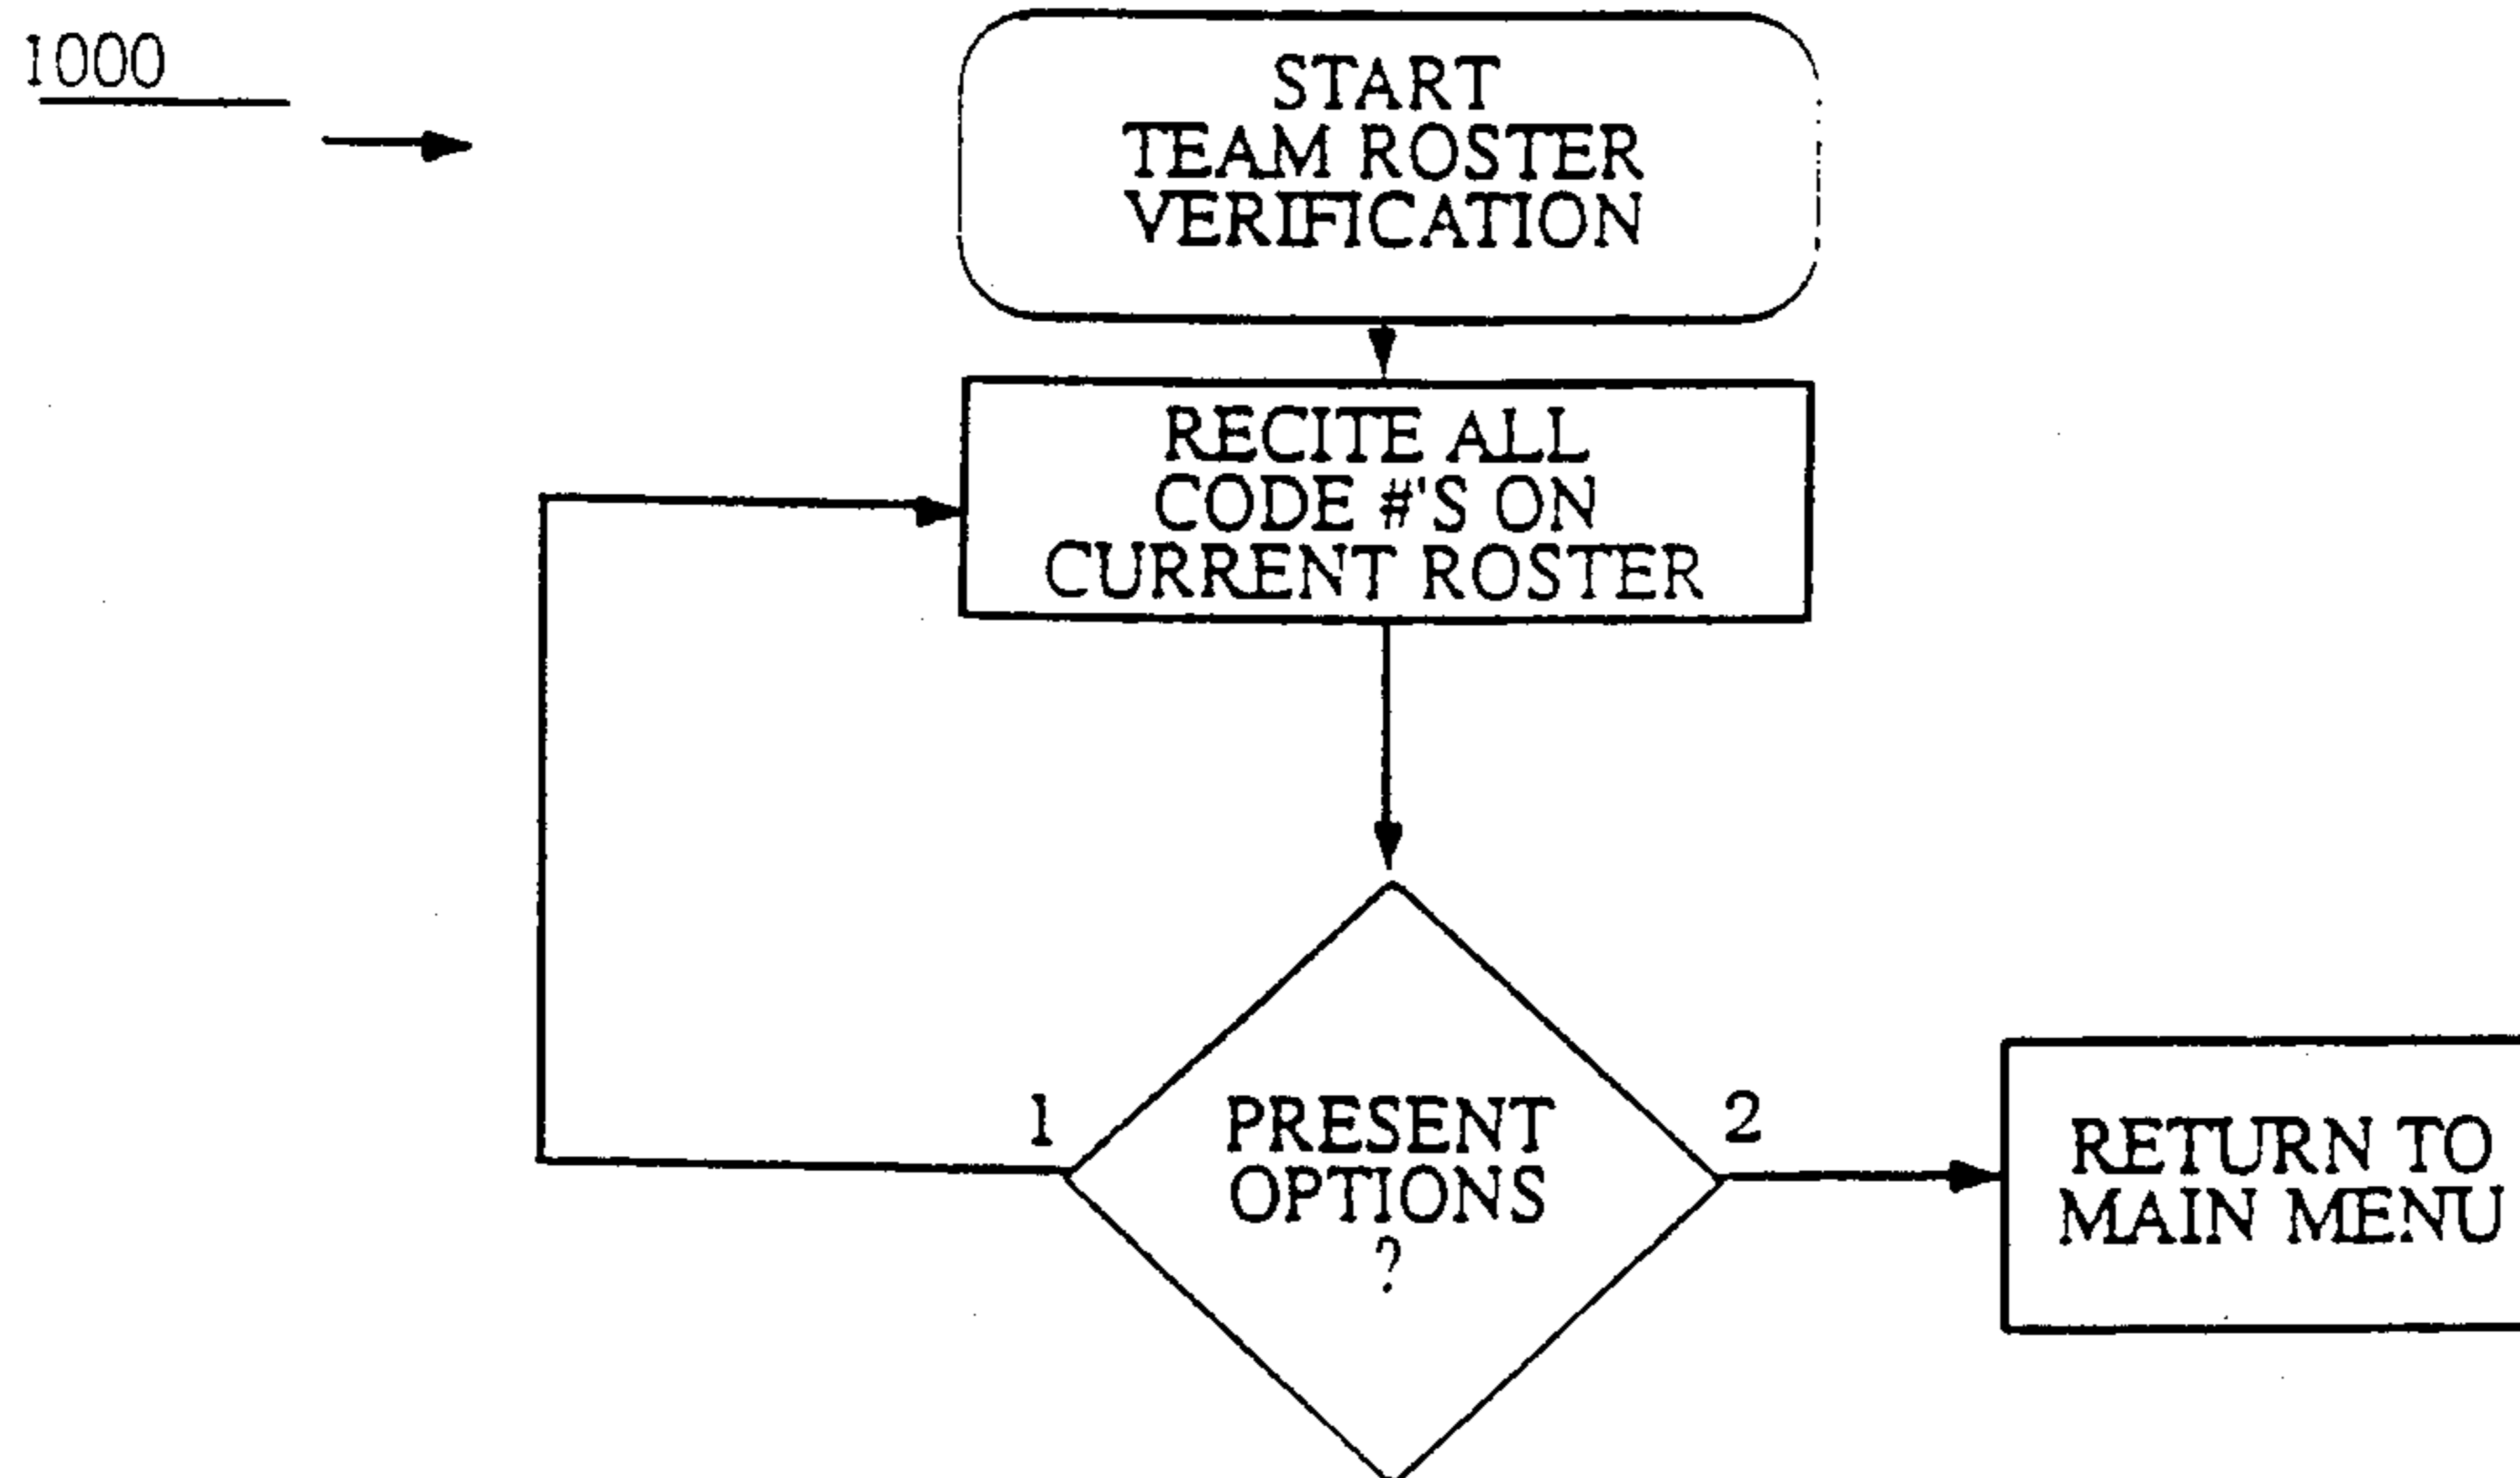 1000
START
TEAM ROSTER
VERIFICATION
RECITE ALL
CODE #'S ON
CURRENT ROSTER
1
PRESENT
OPTIONS
?
2
RETURN TO
MAIN MENU